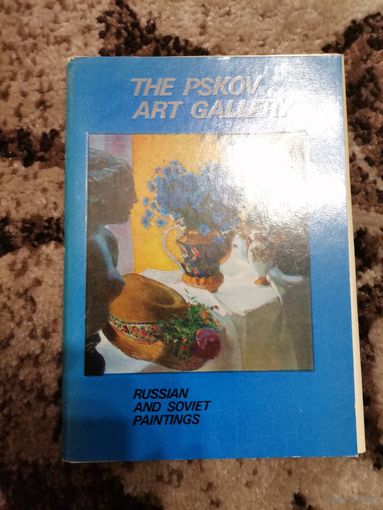 THE PSKOV
ART GALLERY
RUSSIAN
AND SOVIET
PAINTINGS